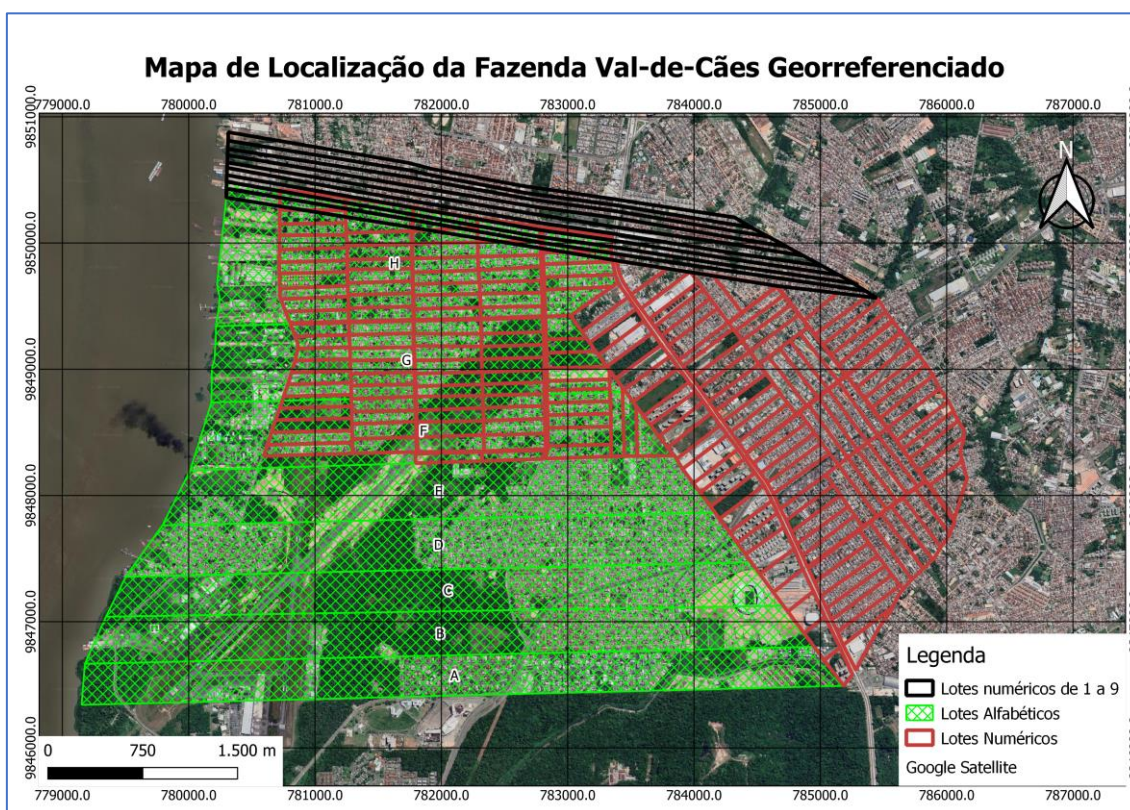 Mapa de Localização da Fazenda Val-de-Cães Georreferenciado
779000.0 780000.0 781000.0 782000.0 783000.0 784000.0 785000.0 786000.0 787000.0
9851000.0
N
9850000.0
H
9849000.0
G
F
9848000.0
E
D
C
9847000.0
B
A
Legenda
Lotes numéricos de 1 a 9
Lotes Alfabéticos
Lotes Numéricos
Google Satellite
0 750 1.500 m
9846000.0
779000.0 780000.0 781000.0 782000.0 783000.0 784000.0 785000.0 786000.0 787000.0